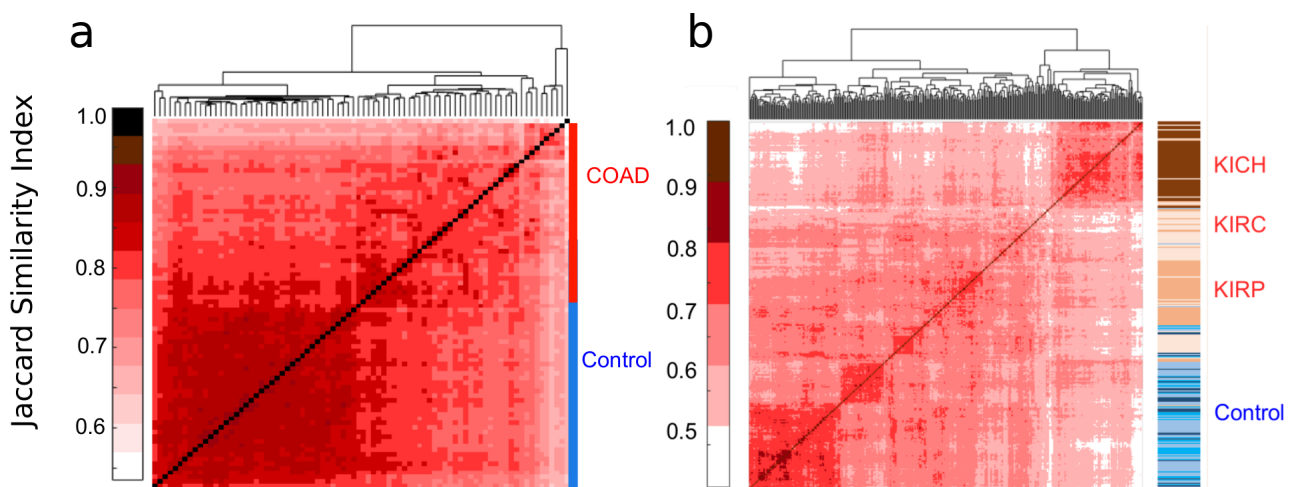 a
b
Jaccard Similarity Index
1.0
0.9
0.8
0.7
0.6
COAD
Control
1.0
0.9
0.8
0.7
0.6
0.5
KICH
KIRC
KIRP
Control